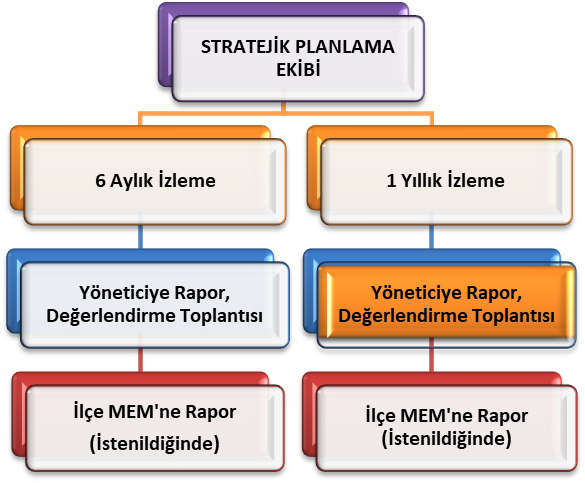 STRATEJİK PLANLAMA
EKİBİ
6 Aylık İzleme
1 Yıllık İzleme
Yöneticiye Rapor,
Değerlendirme Toplantısı
Yöneticiye Rapor,
Değerlendirme Toplantısı
İlçe MEM'ne Rapor
(İstenildiğinde)
İlçe MEM'ne Rapor
(İstenildiğinde)